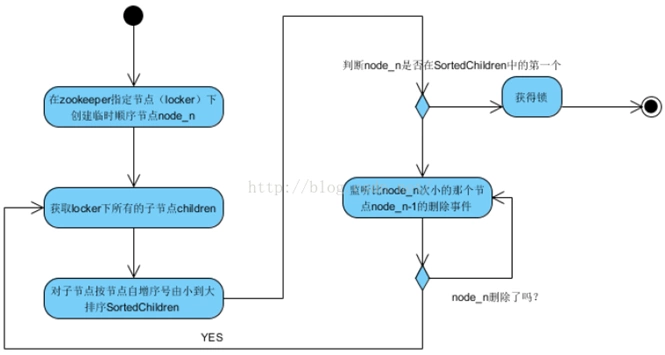 在zookeeper指定节点（locker）下
创建临时顺序节点node_n
获取locker下所有的子节点children
对子节点按节点自增序号由小到大
排序SortedChildren
判断node_n是否在SortedChildren中的第一个
获得锁
监听比node_n次小的那个节
点node_n-1的删除事件
node_n删除了吗？
YES
http://blog.